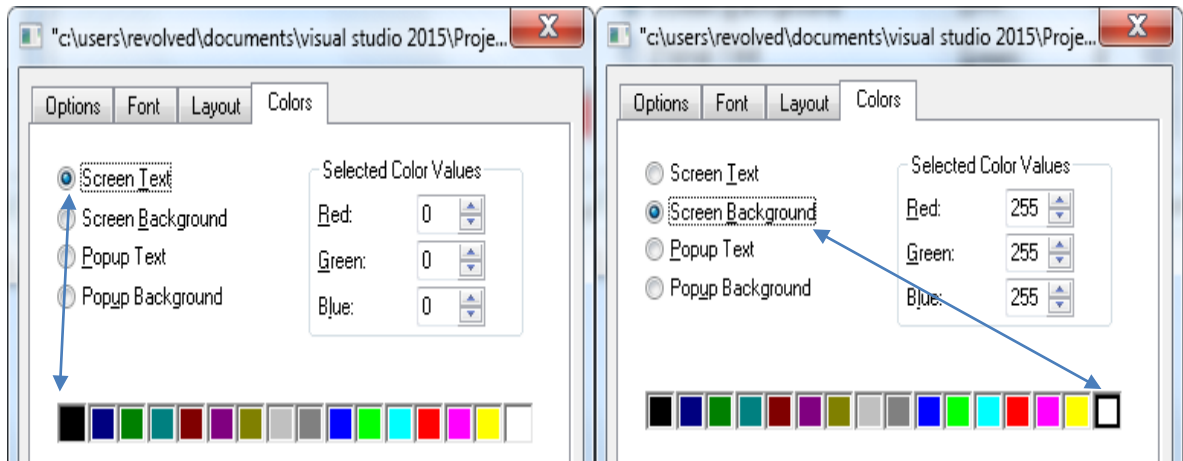 "c:\users\revolved\documents\visual studio 2015\Proje...
Options Font Layout Colors
Screen Text
Screen Background
Popup Text
Popup Background
Selected Color Values
Red: 0
Green: 0
Blue: 0
"c:\users\revolved\documents\visual studio 2015\Proje...
Options Font Layout Colors
Screen Text
Screen Background
Popup Text
Popup Background
Selected Color Values
Red: 255
Green: 255
Blue: 255